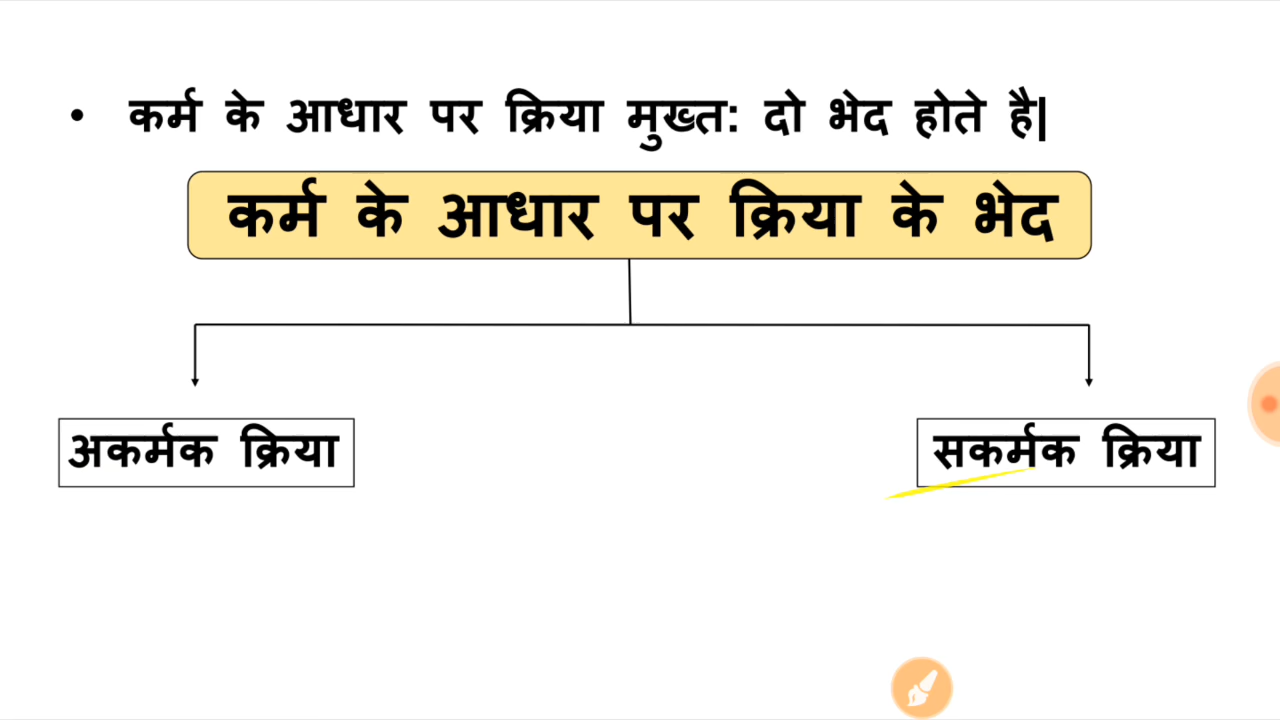 • कर्म के आधार पर क्रिया मुख्त: दो भेद होते है|
कर्म के आधार पर क्रिया के भेद
अकर्मक क्रिया
सकर्मक क्रिया